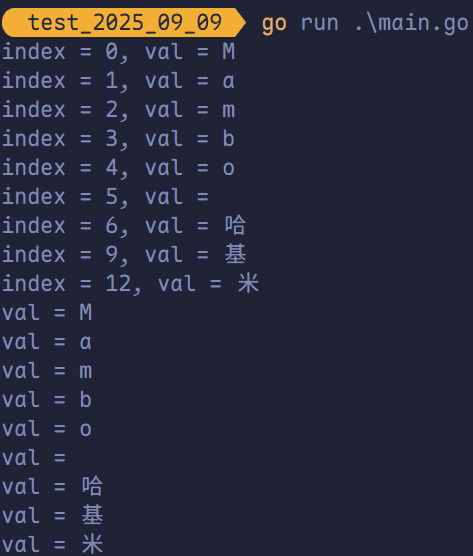 test_2025_09_09 go run .\main.go
index = 0, val = M
index = 1, val = a
index = 2, val = m
index = 3, val = b
index = 4, val = o
index = 5, val =
index = 6, val = 哈
index = 9, val = 基
index = 12, val = 米
val = M
val = a
val = m
val = b
val = o
val =
val = 哈
val = 基
val = 米